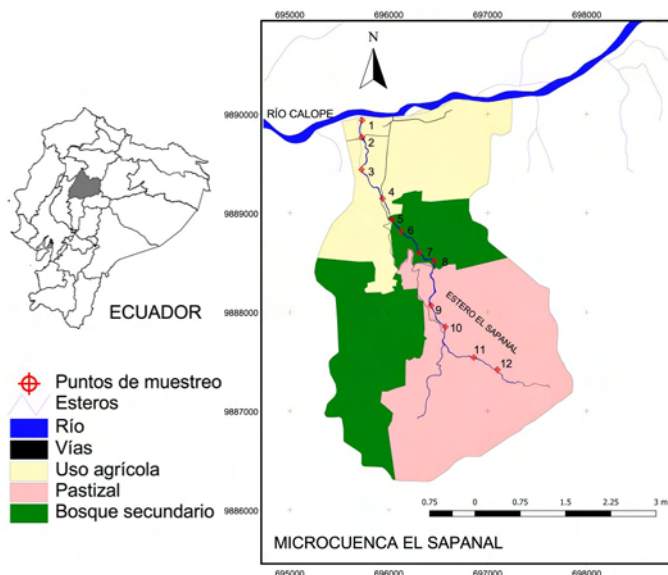 695000 696000 697000 698000
9890000
9889000
9888000
9887000
9886000
RÍO CALOPE
1
2
3
4
5
6
7
8
9
10
11
12
ESTERO EL SAPANAL
ECUADOR
Puntos de muestreo
Esteros
Río
Vías
Uso agrícola
Pastizal
Bosque secundario
0.75 0 0.75 1.5 2.25 3 m
MICROCUENCA EL SAPANAL
695000 696000 697000 698000